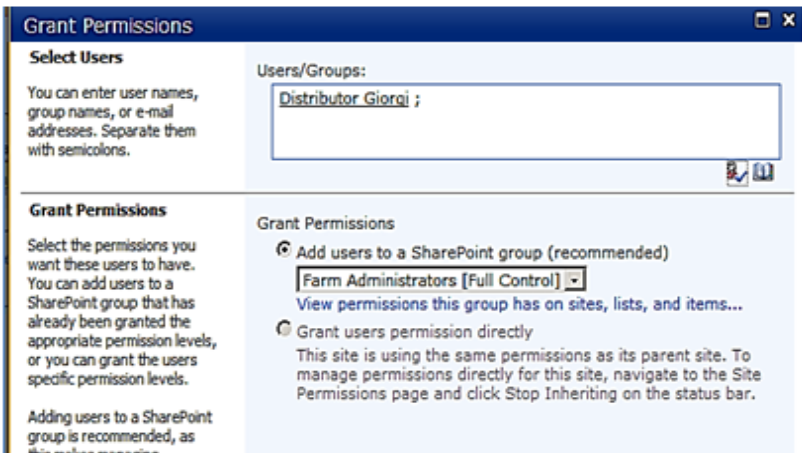 Grant Permissions
Select Users
You can enter user names,
group names, or e-mail
addresses. Separate them
with semicolons.
Users/Groups:
Distributor Giorgi ;
Grant Permissions
Select the permissions you
want these users to have.
You can add users to a
SharePoint group that has
already been granted the
appropriate permission levels,
or you can grant the users
specific permission levels.
Adding users to a SharePoint
group is recommended, as
Grant Permissions
Add users to a SharePoint group (recommended)
Farm Administrators [Full Control]
View permissions this group has on sites, lists, and items...
Grant users permission directly
This site is using the same permissions as its parent site. To
manage permissions directly for this site, navigate to the Site
Permissions page and click Stop Inheriting on the status bar.